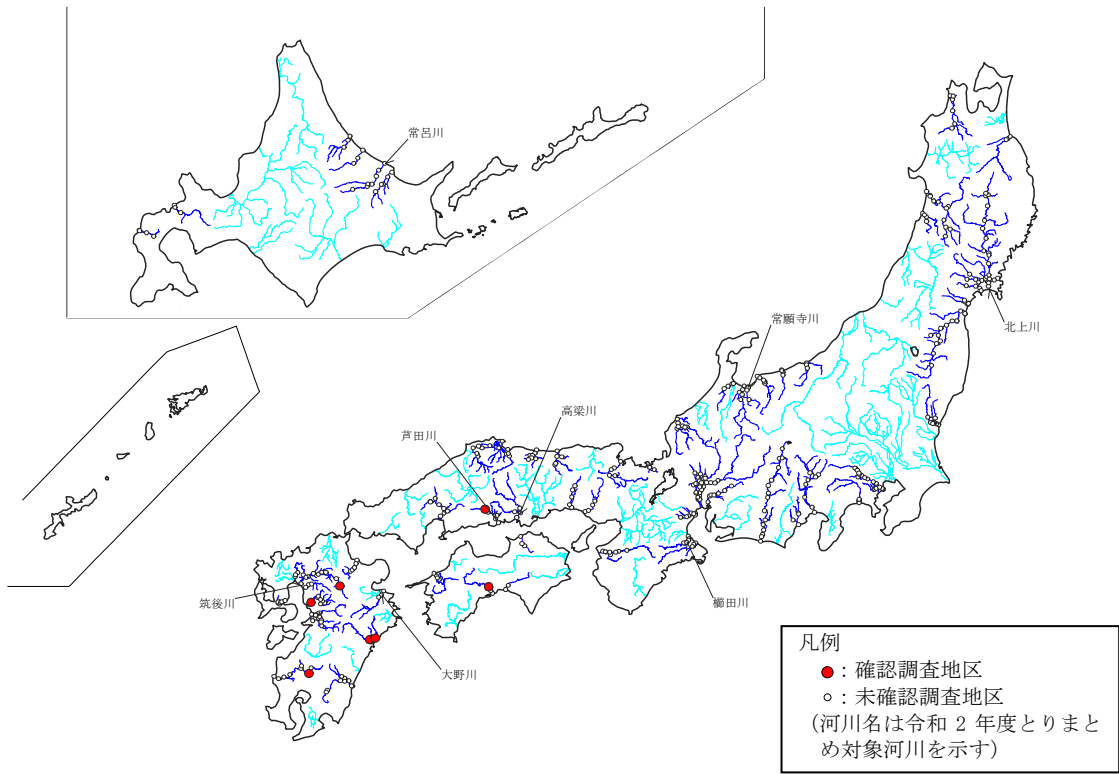 常呂川
北上川
常願寺川
高梁川
芦田川
筑後川
櫛田川
大野川
凡例
●：確認調査地区
○：未確認調査地区
(河川名は令和 2 年度とりまと
め対象河川を示す)